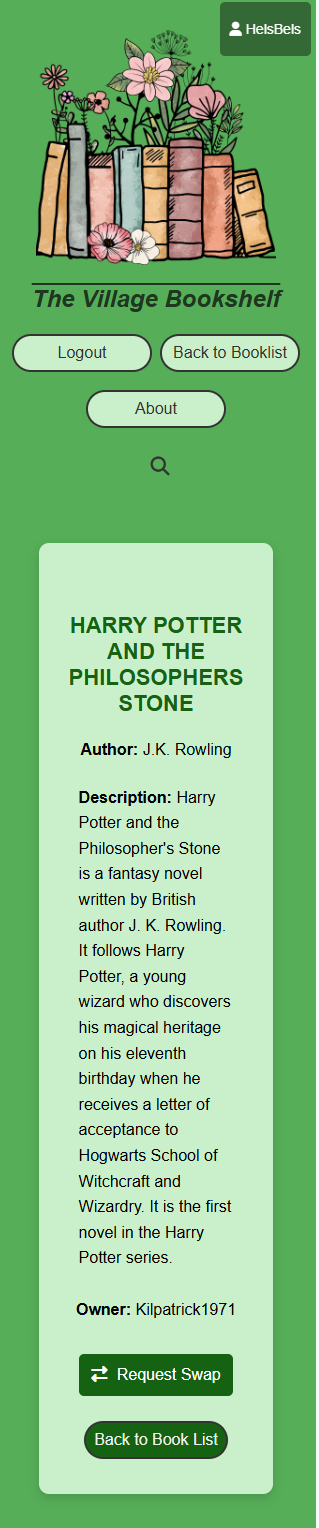 HelsBels
The Village Bookshelf
Logout
Back to Booklist
About
HARRY POTTER
AND THE
PHILOSOPHERS
STONE
Author: J.K. Rowling
Description: Harry
Potter and the
Philosopher's Stone
is a fantasy novel
written by British
author J. K. Rowling.
It follows Harry
Potter, a young
wizard who discovers
his magical heritage
on his eleventh
birthday when he
receives a letter of
acceptance to
Hogwarts School of
Witchcraft and
Wizardry. It is the first
novel in the Harry
Potter series.
Owner: Kilpatrick1971
Request Swap
Back to Book List